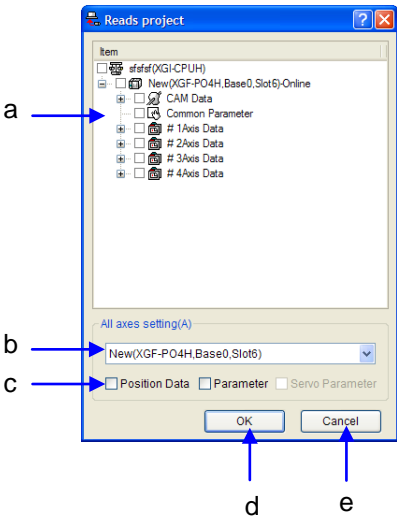 Reads project
Item
sfsfsf(XGI-CPUH)
New(XGF-PO4H,Base0,Slot6)-Online
a
CAM Data
Common Parameter
# 1Axis Data
# 2Axis Data
# 3Axis Data
# 4Axis Data
All axes setting(A)
b
New(XGF-PO4H,Base0,Slot6)
c
Position Data Parameter Servo Parameter
OK Cancel
d e